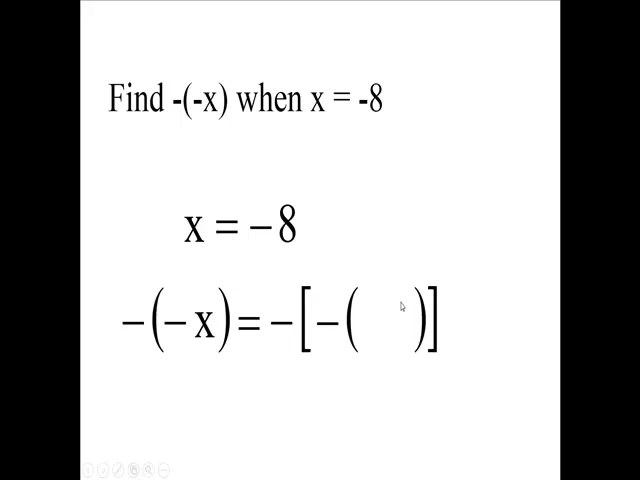 Find -(-x) when x = -8
x = −8
−(−x) = −[−( )]